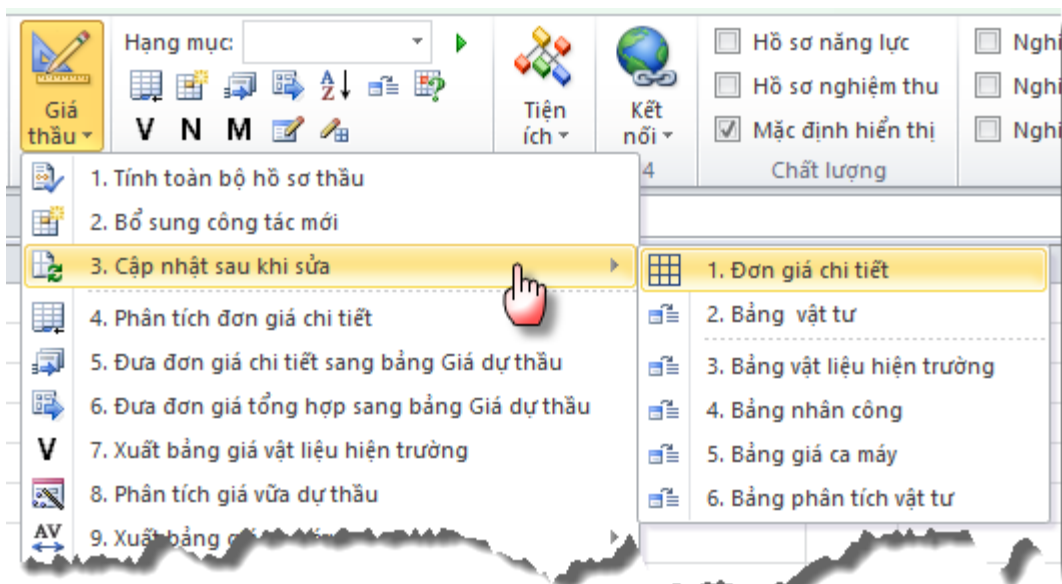 Hạng mục:
Giá
thầu
V N M
Tiện
ích
Kết
nối
Hồ sơ năng lực
Hồ sơ nghiệm thu
Mặc định hiển thị
Chất lượng
4
1. Tính toàn bộ hồ sơ thầu
2. Bổ sung công tác mới
3. Cập nhật sau khi sửa
4. Phân tích đơn giá chi tiết
5. Đưa đơn giá chi tiết sang bảng Giá dự thầu
6. Đưa đơn giá tổng hợp sang bảng Giá dự thầu
V 7. Xuất bảng giá vật liệu hiện trường
8. Phân tích giá vữa dự thầu
AV 9. Xuất bảng
1. Đơn giá chi tiết
2. Bảng vật tư
3. Bảng vật liệu hiện trường
4. Bảng nhân công
5. Bảng giá ca máy
6. Bảng phân tích vật tư